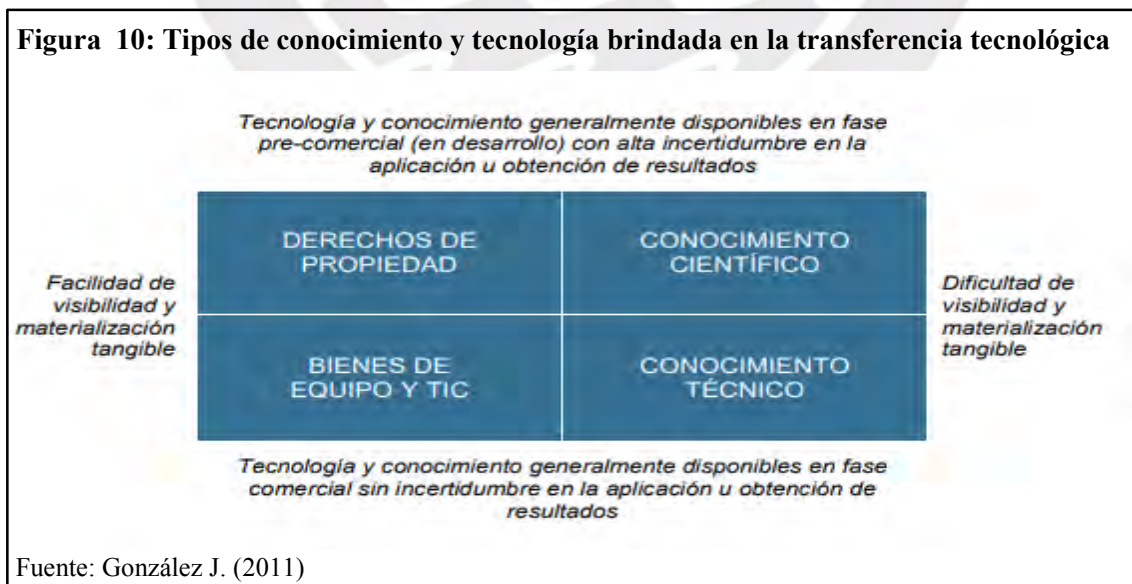 Figura 10: Tipos de conocimiento y tecnología brindada en la transferencia tecnológica
Tecnología y conocimiento generalmente disponibles en fase
pre-comercial (en desarrollo) con alta incertidumbre en la
aplicación u obtención de resultados
Facilidad de
visibilidad y
materialización
tangible
DERECHOS DE
PROPIEDAD
CONOCIMIENTO
CIENTÍFICO
BIENES DE
EQUIPO Y TIC
CONOCIMIENTO
TÉCNICO
Dificultad de
visibilidad y
materialización
tangible
Tecnología y conocimiento generalmente disponibles en fase
comercial sin incertidumbre en la aplicación u obtención de
resultados
Fuente: González J. (2011)